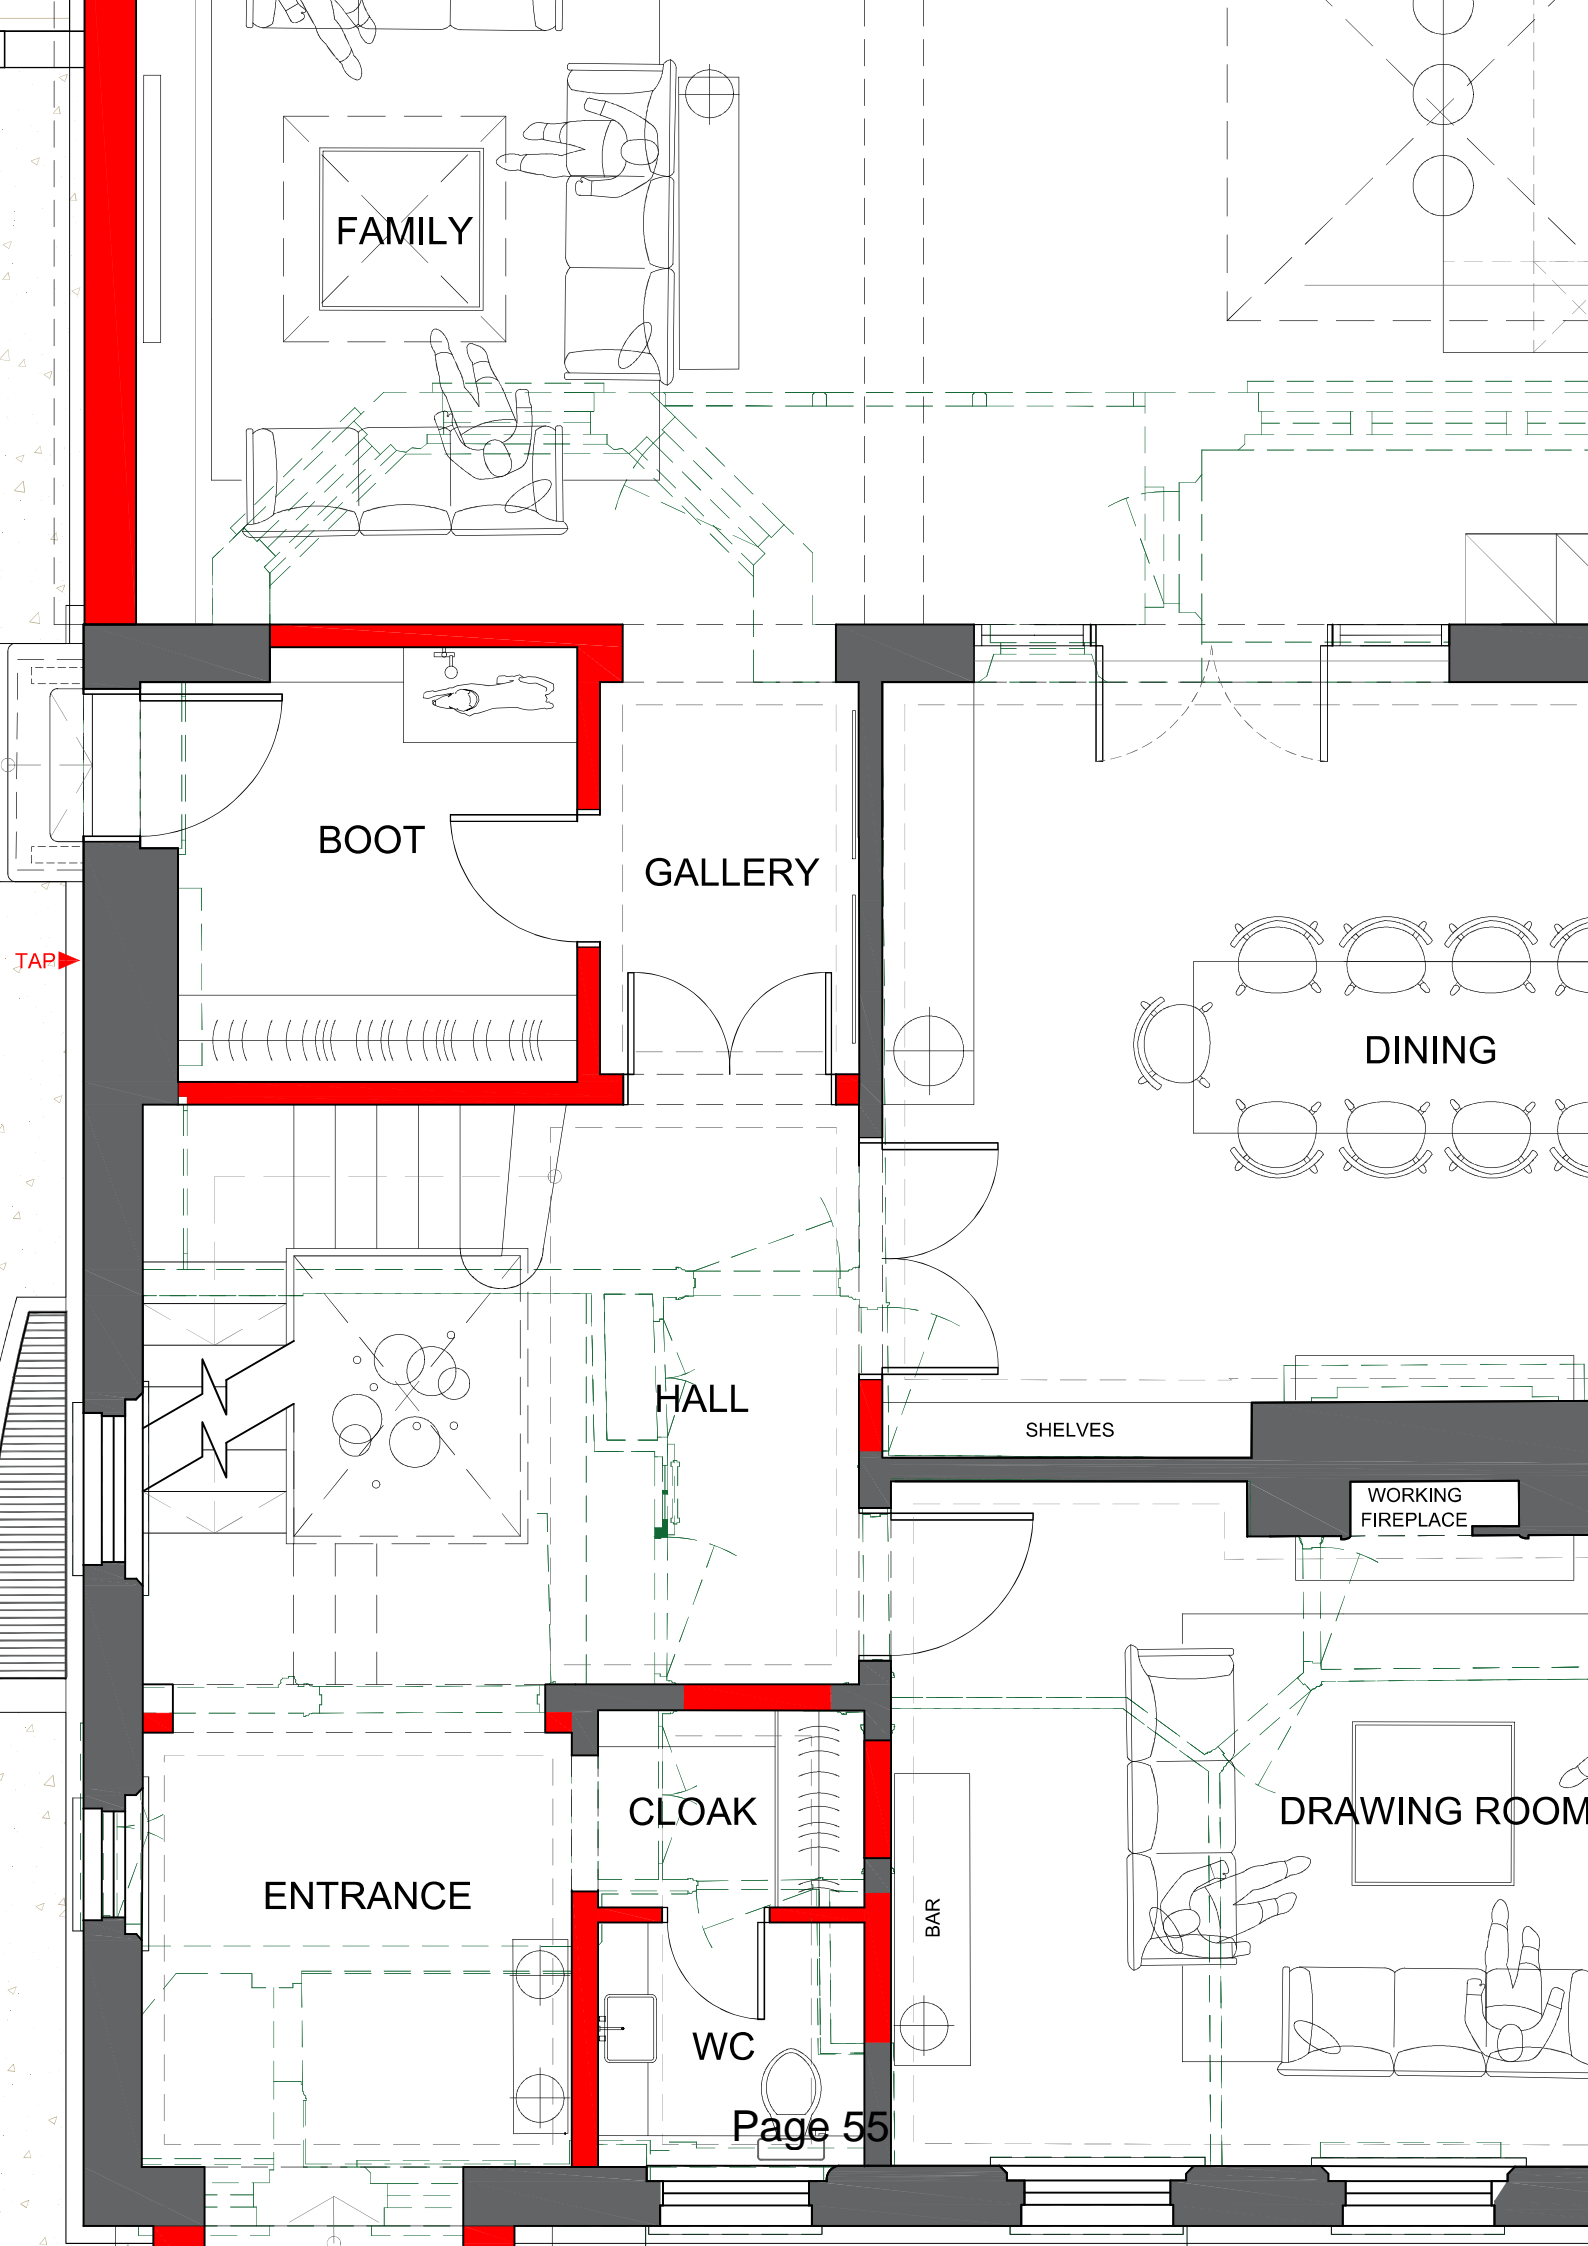 FAMILY
BOOT
GALLERY
TAP
DINING
HALL
SHELVES
WORKING
FIREPLACE
CLOAK
DRAWING ROOM
ENTRANCE
BAR
WC
Page 55